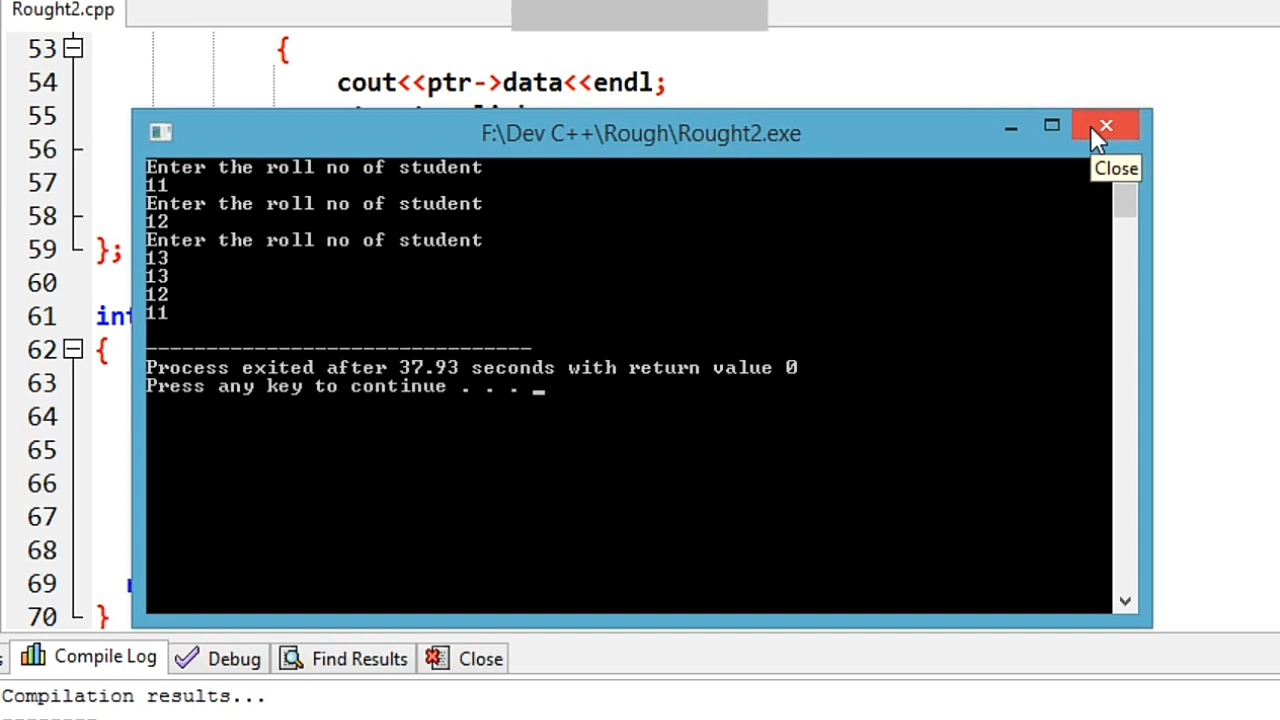 Rought2.cpp
53 {
54 cout<<ptr->data<<endl;
55
56
57
58
59 };
60
61 int
62 {
63
64
65
66
67
68
69
70 }
F:\Dev C++\Rough\Rought2.exe
Close
Enter the roll no of student
11
Enter the roll no of student
12
Enter the roll no of student
13
13
12
11
--------------------------------
Process exited after 37.93 seconds with return value 0
Press any key to continue . . . _
Compile Log Debug Find Results Close
Compilation results...
--------